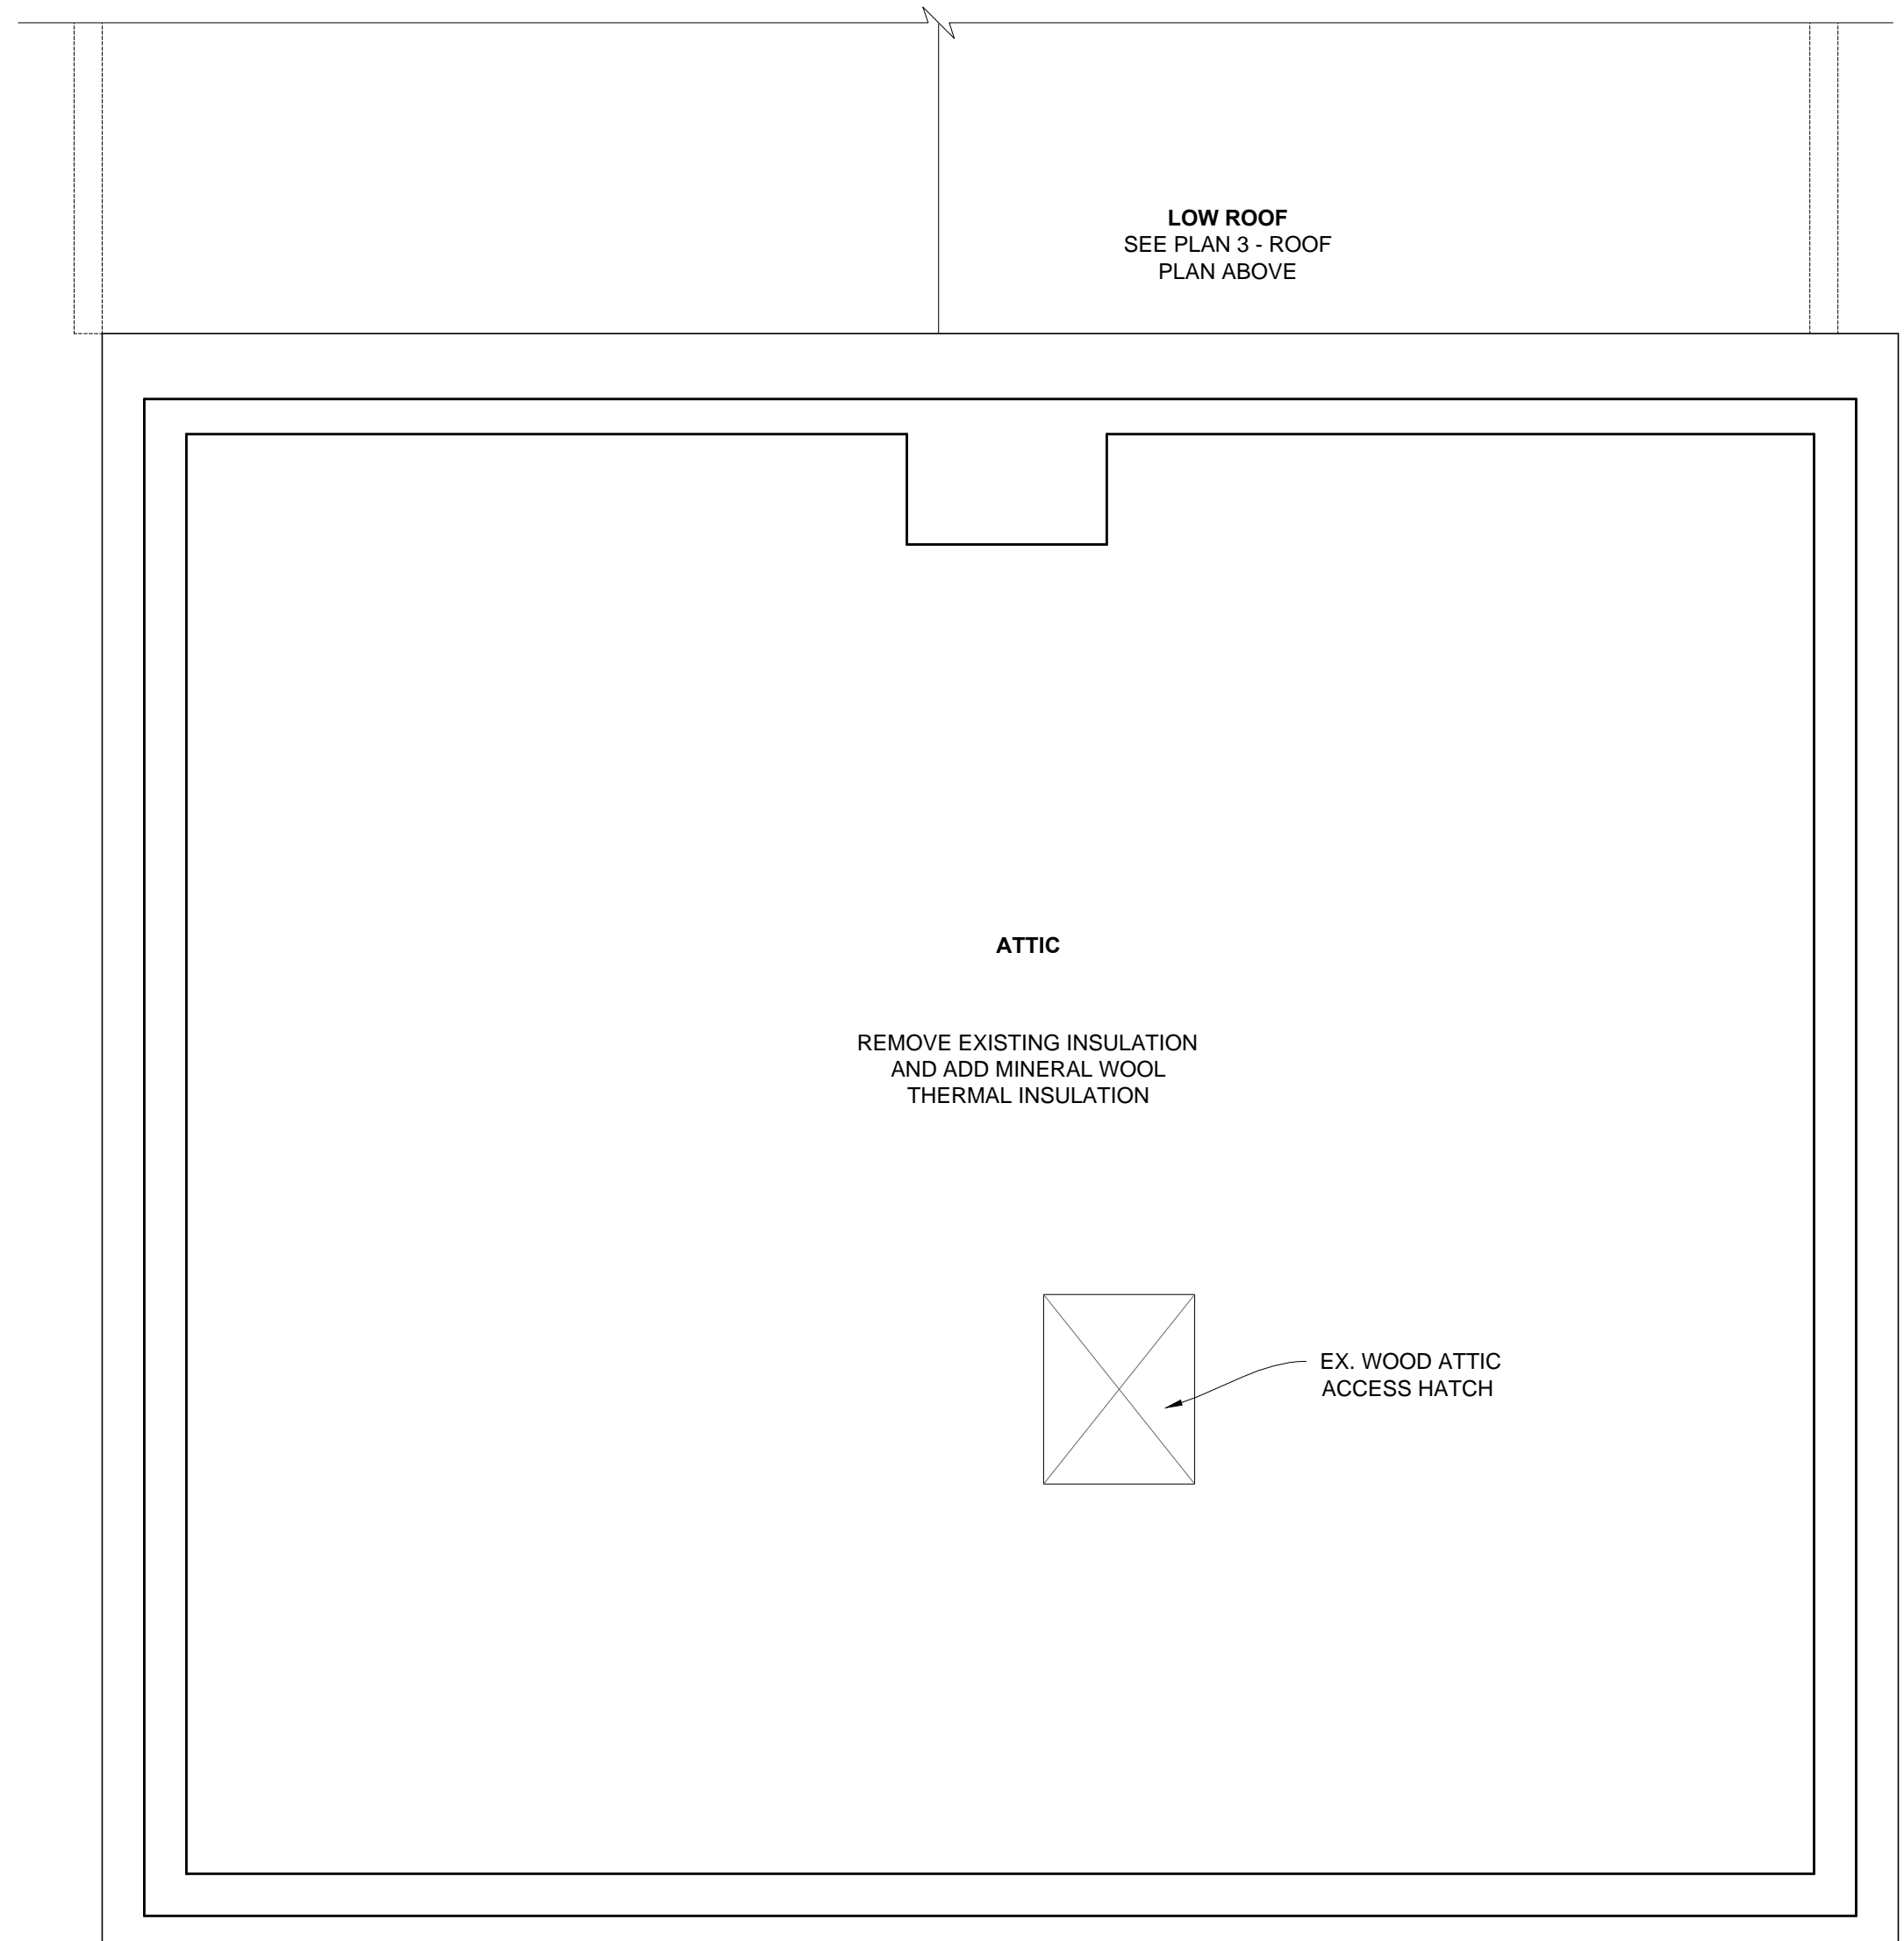 LOW ROOF
SEE PLAN 3 - ROOF
PLAN ABOVE
ATTIC
REMOVE EXISTING INSULATION
AND ADD MINERAL WOOL
THERMAL INSULATION
EX. WOOD ATTIC
ACCESS HATCH